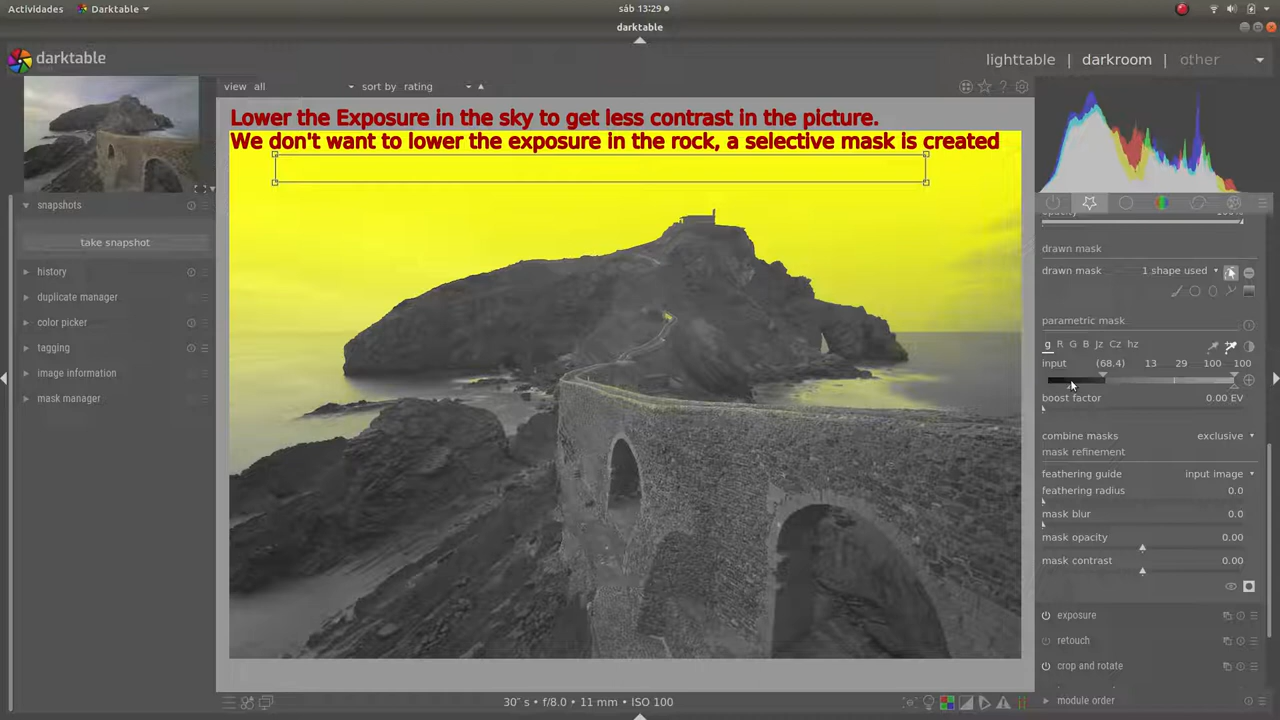 Actividades
Darktable
sáb 13:29
darktable
darktable
lighttable | darkroom | other
view all
sort by rating
Lower the Exposure in the sky to get less contrast in the picture.
We don't want to lower the exposure in the rock, a selective mask is created
snapshots
take snapshot
history
duplicate manager
color picker
tagging
image information
mask manager
drawn mask
drawn mask 1 shape used
parametric mask
g R G B Jz Cz hz
input (68.4) 13 29 100 100
boost factor 0.00 EV
combine masks exclusive
mask refinement
feathering guide input image
feathering radius 0.0
mask blur 0.0
mask opacity 0.00
mask contrast 0.00
exposure
retouch
crop and rotate
module order
30" s • f/8.0 • 11 mm • ISO 100